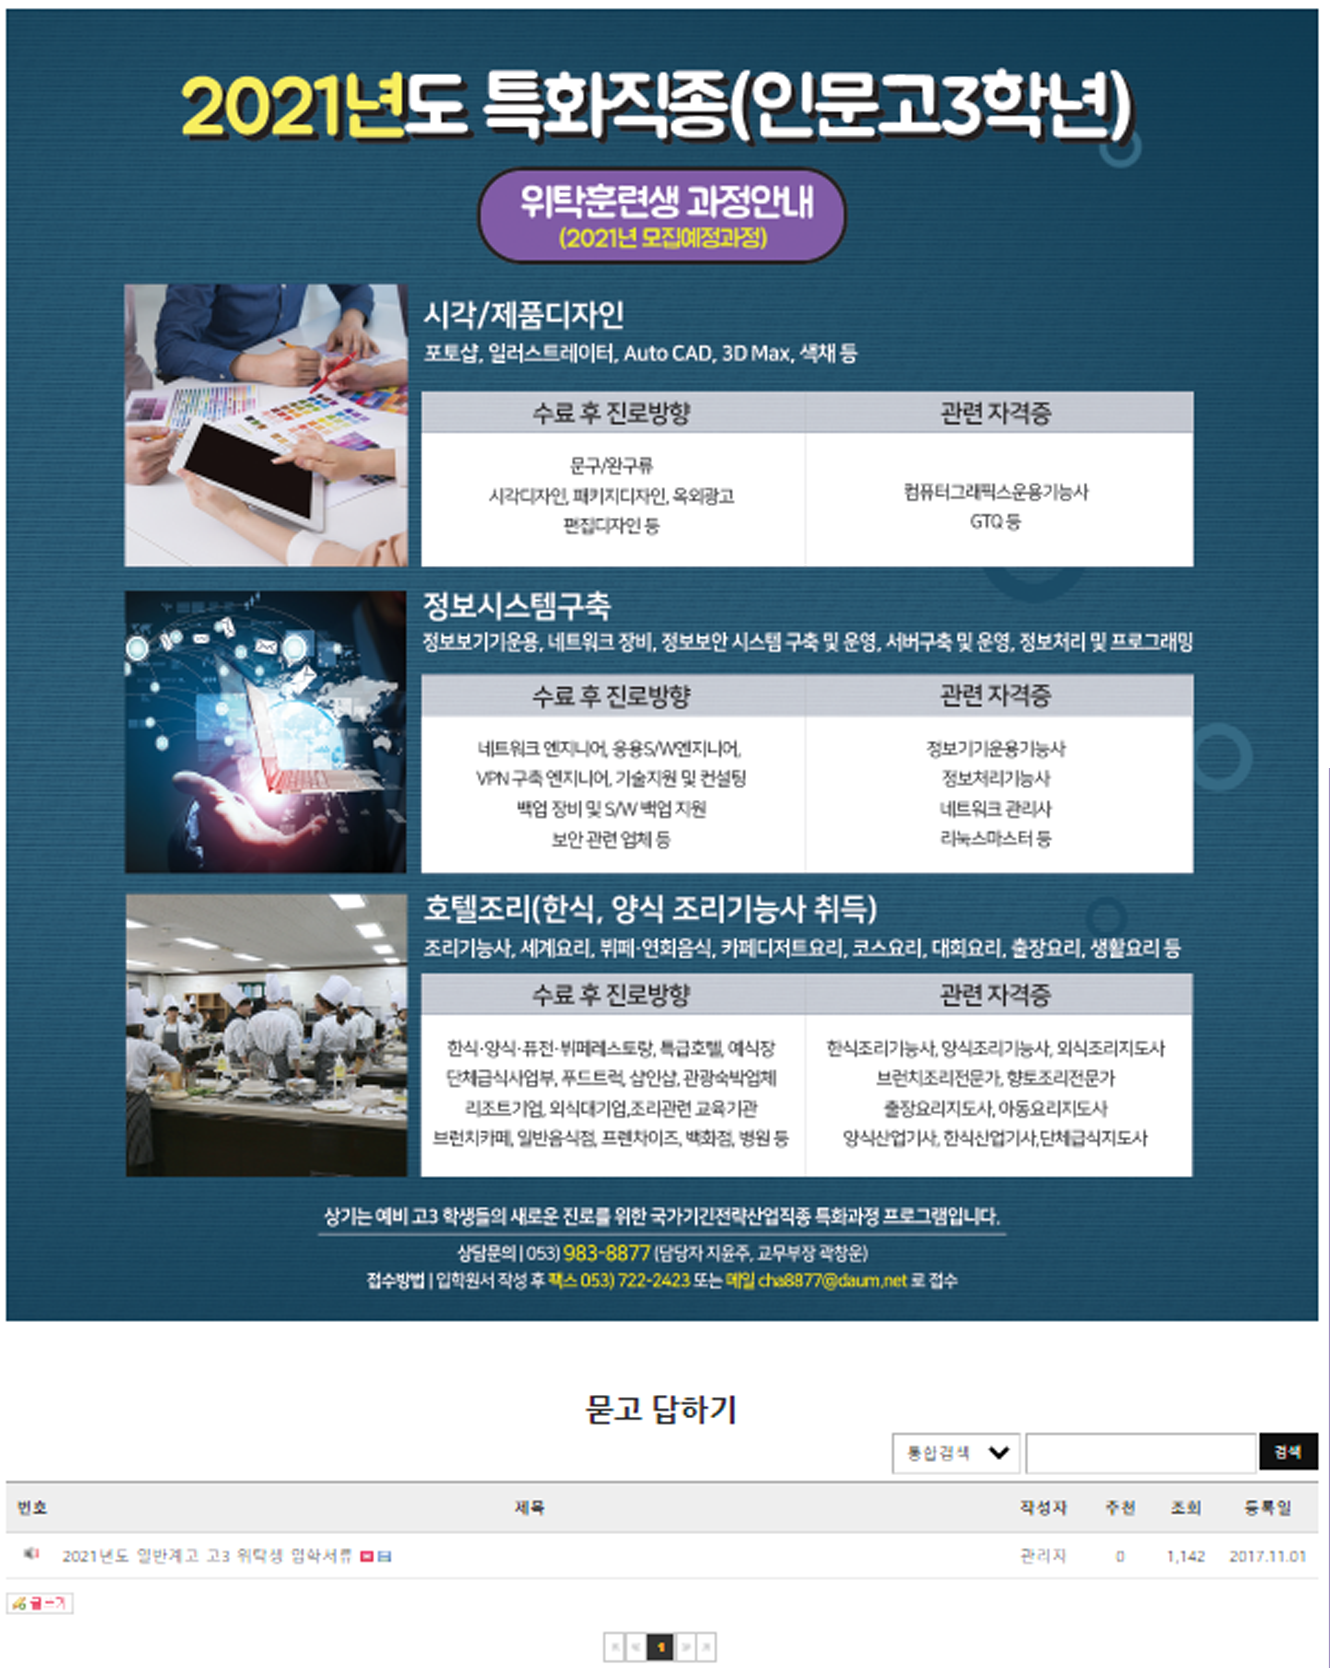 2021년도 특화직종(인문고3학년)
위탁훈련생 과정안내
(2021년 모집예정과정)
시각/제품디자인
포토샵, 일러스트레이터, Auto CAD, 3D Max, 색채 등
수료 후 진로방향 관련 자격증
문구/완구류
시각디자인, 패키지디자인, 옥외광고
편집디자인 등
컴퓨터그래픽스운용기능사
GTQ 등
정보시스템구축
정보보기기운용, 네트워크 장비, 정보보안 시스템 구축 및 운영, 서버구축 및 운영, 정보처리 및 프로그래밍
수료 후 진로방향 관련 자격증
네트워크 엔지니어, 응용S/W엔지니어,
VPN 구축 엔지니어, 기술지원 및 컨설팅
백업 장비 및 S/W 백업 지원
보안 관련 업체 등
정보기기운용기능사
정보처리기능사
네트워크 관리사
리눅스마스터 등
호텔조리(한식, 양식 조리기능사 취득)
조리기능사, 세계요리, 뷔페·연회음식, 카페디저트요리, 코스요리, 대회요리, 출장요리, 생활요리 등
수료 후 진로방향 관련 자격증
한식·양식·퓨전·뷔페레스토랑, 특급호텔, 예식장
단체급식사업부, 푸드트럭, 샵인샵, 관광숙박업체
리조트기업, 외식대기업,조리관련 교육기관
브런치카페, 일반음식점, 프렌차이즈, 백화점, 병원 등
한식조리기능사, 양식조리기능사, 외식조리지도사
브런치조리전문가, 향토조리전문가
출장요리지도사, 아동요리지도사
양식산업기사, 한식산업기사,단체급식지도사
상기는 예비 고3 학생들의 새로운 진로를 위한 국가기간전략산업직종 특화과정 프로그램입니다.
상담문의 | 053) 983-8877 (담당자 지윤주, 교무부장 곽창운)
접수방법 | 입학원서 작성 후 팩스 053) 722-2423 또는 메일 cha8877@daum.net 로 접수
묻고 답하기
통합검색 검색
번호 제목 작성자 추천 조회 등록일
2021년도 일반계고 고3 위탁생 입학서류 관리자 0 1,142 2017.11.01
글쓰기
1